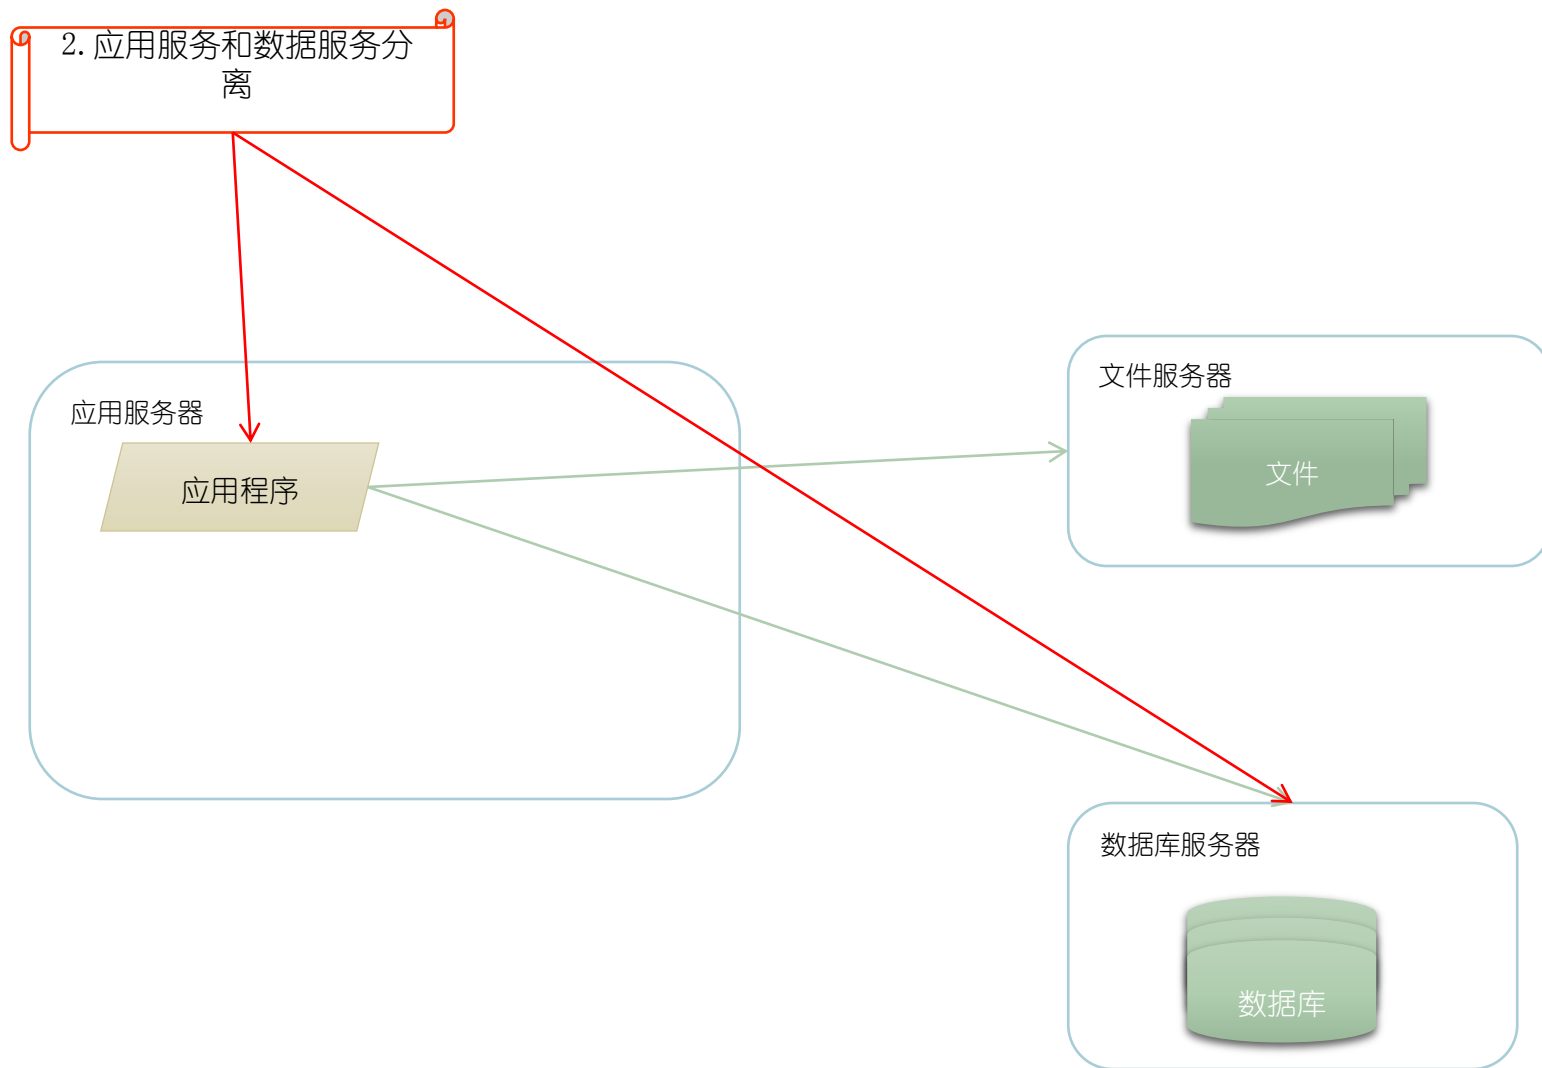 2.应用服务和数据服务分
离
文件服务器
应用服务器
文件
应用程序
数据库服务器
数据库